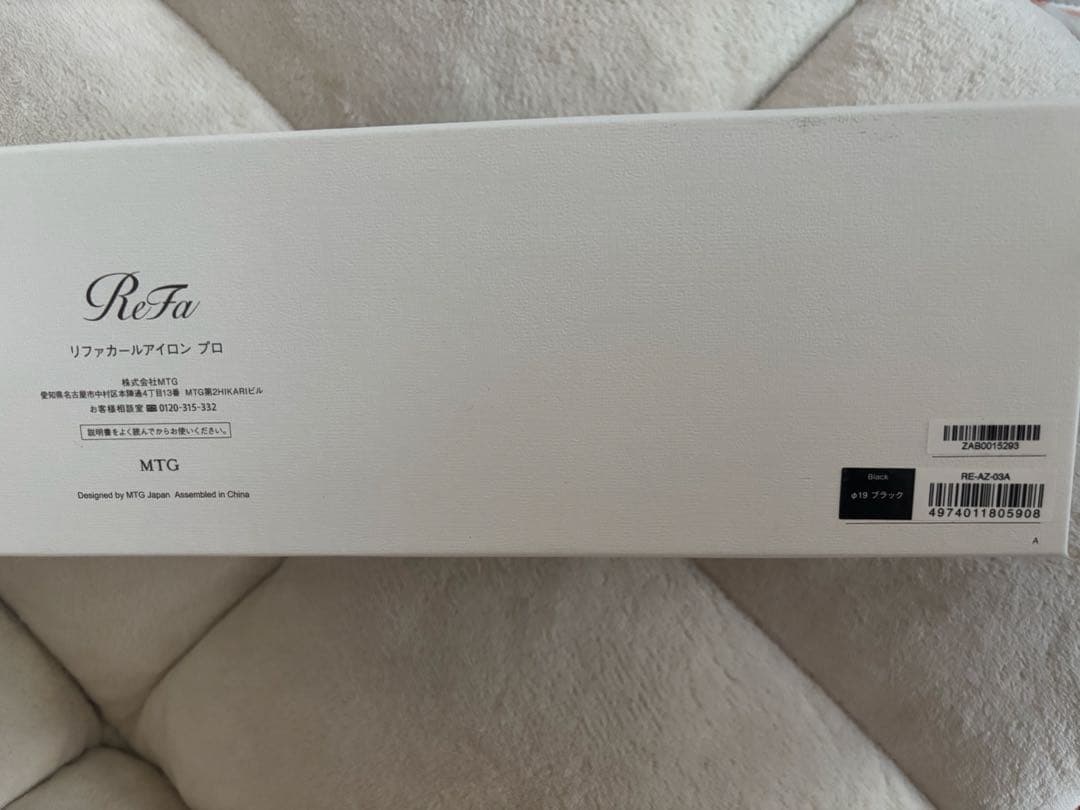 ReFa
リファカールアイロン プロ
株式会社MTG
愛知県名古屋市中村区本陣通4丁目13番 MTG第2HIKARIビル
お客様相談室 0120-315-332
説明書をよく読んでからお使いください。
MTG
Designed by MTG Japan Assembled in China
ZAB0015293
Black
φ19 ブラック
RE-AZ-03A
4974011805908
A